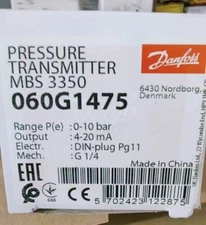 PRESSURE
TRANSMITTER
MBS 3350
060G1475
Danfoss
6430 Nordborg,
Denmark
Range P(e) : 0-10 bar
Output : 4-20 mA
Electr. : DIN-plug Pg11
Mech. : G 1/4
Made in China
EAC
5 702423 122875